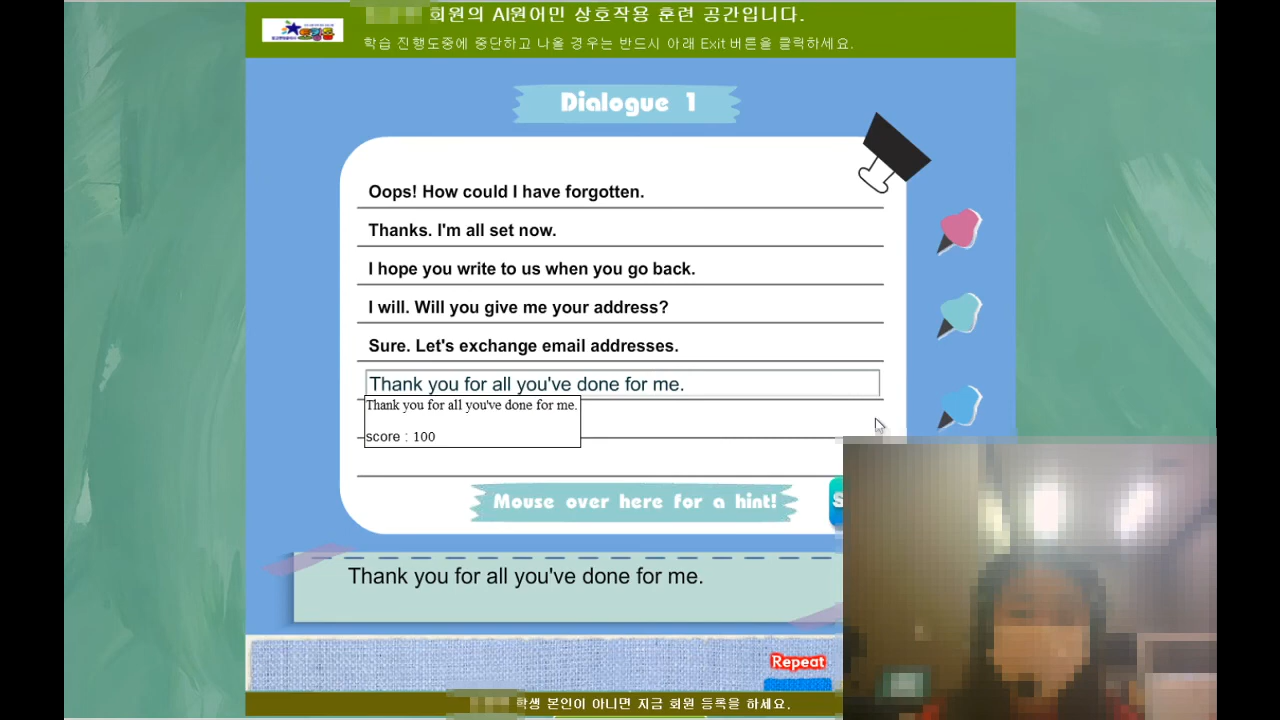 회원의 AI원어민 상호작용 훈련 공간입니다.
학습 진행도중에 중단하고 나올 경우는 반드시 아래 Exit 버튼을 클릭하세요.
Dialogue 1
Oops! How could I have forgotten.
Thanks. I'm all set now.
I hope you write to us when you go back.
I will. Will you give me your address?
Sure. Let's exchange email addresses.
Thank you for all you've done for me.
Thank you for all you've done for me.
score : 100
Mouse over here for a hint!
Thank you for all you've done for me.
Repeat
학생 본인이 아니면 지금 회원 등록을 하세요.